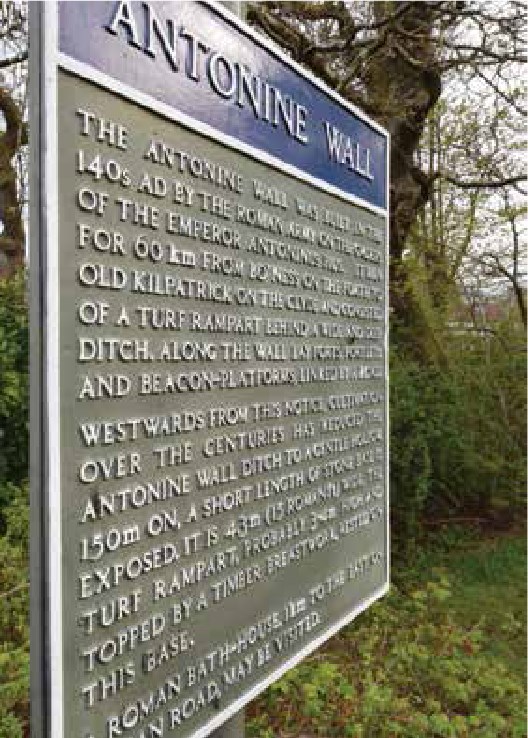 ANTONINE WALL
THE ANTONINE WALL WAS BUILT IN THE
140s AD BY THE ROMAN ARMY ON THE ORDERS
OF THE EMPEROR ANTONINUS PIUS. IT RAN
FOR 60 km FROM BO'NESS ON THE FORTH TO
OLD KILPATRICK ON THE CLYDE AND CONSISTED
OF A TURF RAMPART BEHIND A WIDE AND DEEP
DITCH. ALONG THE WALL LAY FORTS, FORTLETS
AND BEACON-PLATFORMS, LINKED BY A ROAD.
WESTWARDS FROM THIS NOTICE, CULTIVATION
OVER THE CENTURIES HAS REDUCED THE
ANTONINE WALL DITCH TO A GENTLE HOLLOW.
150m ON, A SHORT LENGTH OF STONE BASE IS
EXPOSED. IT IS 4.3m (15 ROMAN ft) WIDE. THE
TURF RAMPART, PROBABLY HIGH AND
TOPPED BY A TIMBER BREASTWORK, RESTED ON
THIS BASE.
ROMAN BATH-HOUSE, 1km TO THE EAST ON
ROAD, MAY BE VISITED.